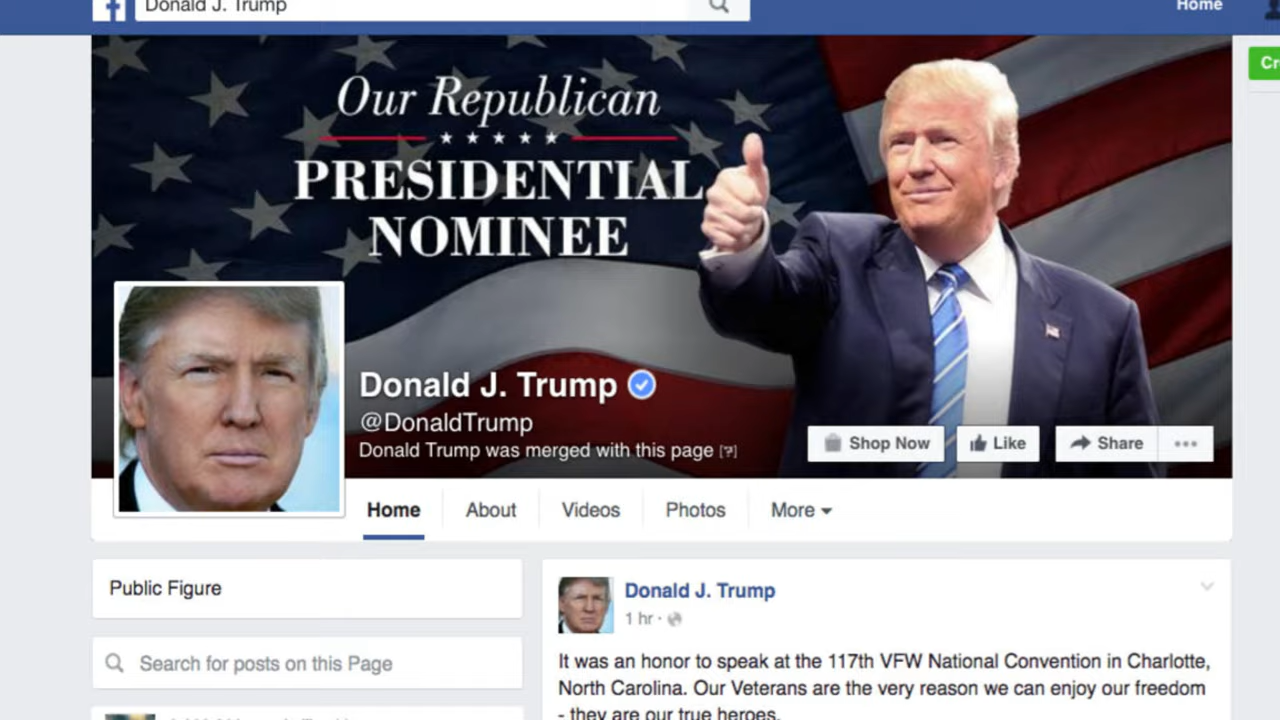 Donald J. Trump
Home
Cr
Our Republican
PRESIDENTIAL
NOMINEE
Donald J. Trump
@DonaldTrump
Donald Trump was merged with this page [?]
Shop Now
Like
Share
Home
About
Videos
Photos
More
Public Figure
Search for posts on this Page
Donald J. Trump
1 hr ·
It was an honor to speak at the 117th VFW National Convention in Charlotte,
North Carolina. Our Veterans are the very reason we can enjoy our freedom
- they are our true heroes.